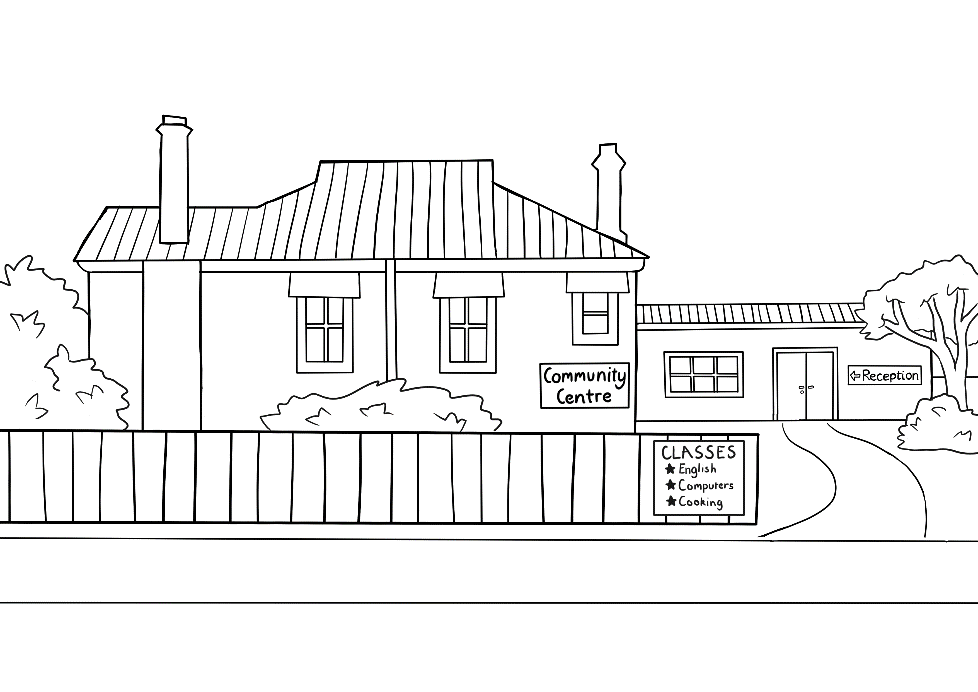 Community
Centre
⇦Reception
CLASSES
★ English
★ Computers
★ Cooking